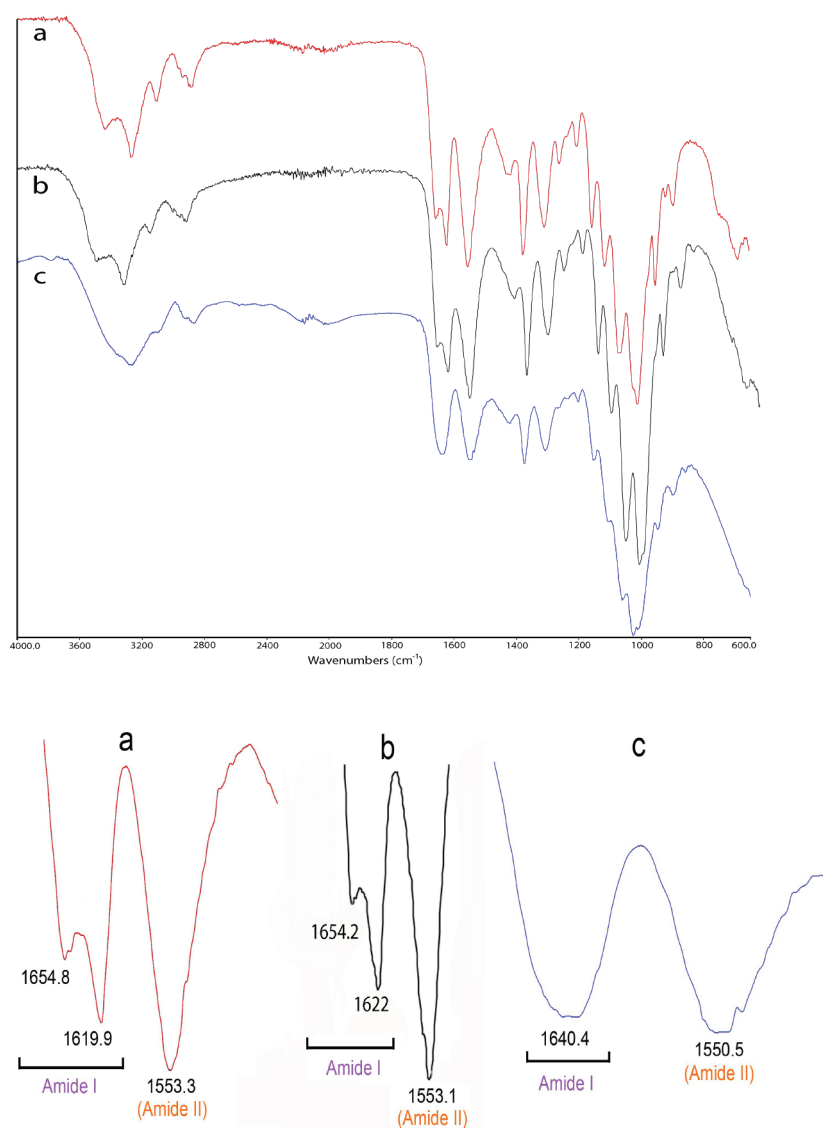 a
b
c
4000.0 3600 3200 2800 2400 2000 1800 1600 1400 1200 1000 800 600.0
Wavenumbers (cm⁻¹)
a b c
1654.8
1619.9
Amide I
1553.3
(Amide II)
1654.2
1622
Amide I
1553.1
(Amide II)
1640.4
Amide I
1550.5
(Amide II)